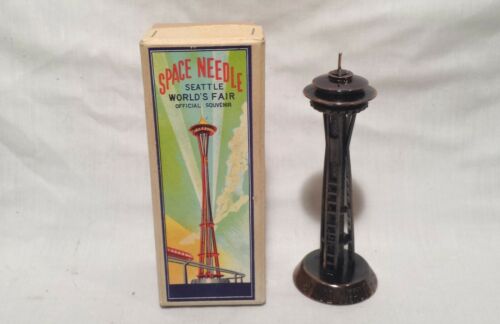 SPACE NEEDLE
SEATTLE
WORLD'S FAIR
OFFICIAL SOUVENIR